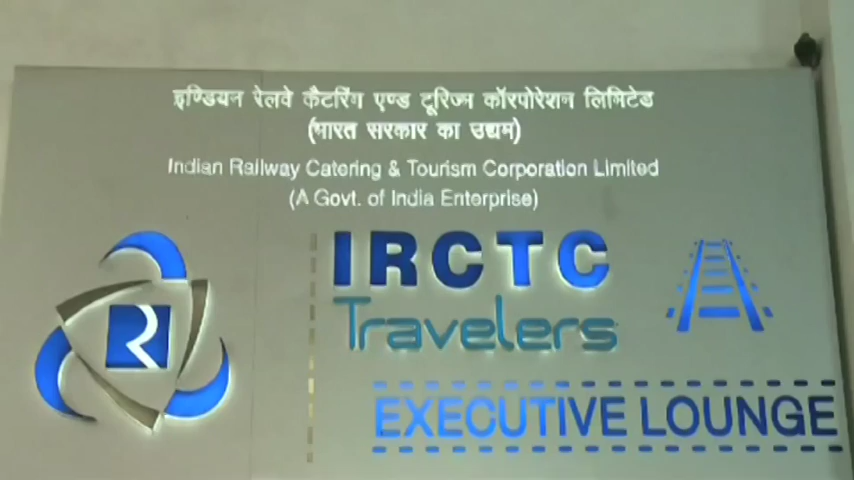 इण्डियन रेलवे कैटरिंग एण्ड टूरिज्म कॉरपोरेशन लिमिटेड
(भारत सरकार का उद्यम)
Indian Railway Catering & Tourism Corporation Limited
(A Govt. of India Enterprise)
IRCTC
Travelers
R
EXECUTIVE LOUNGE